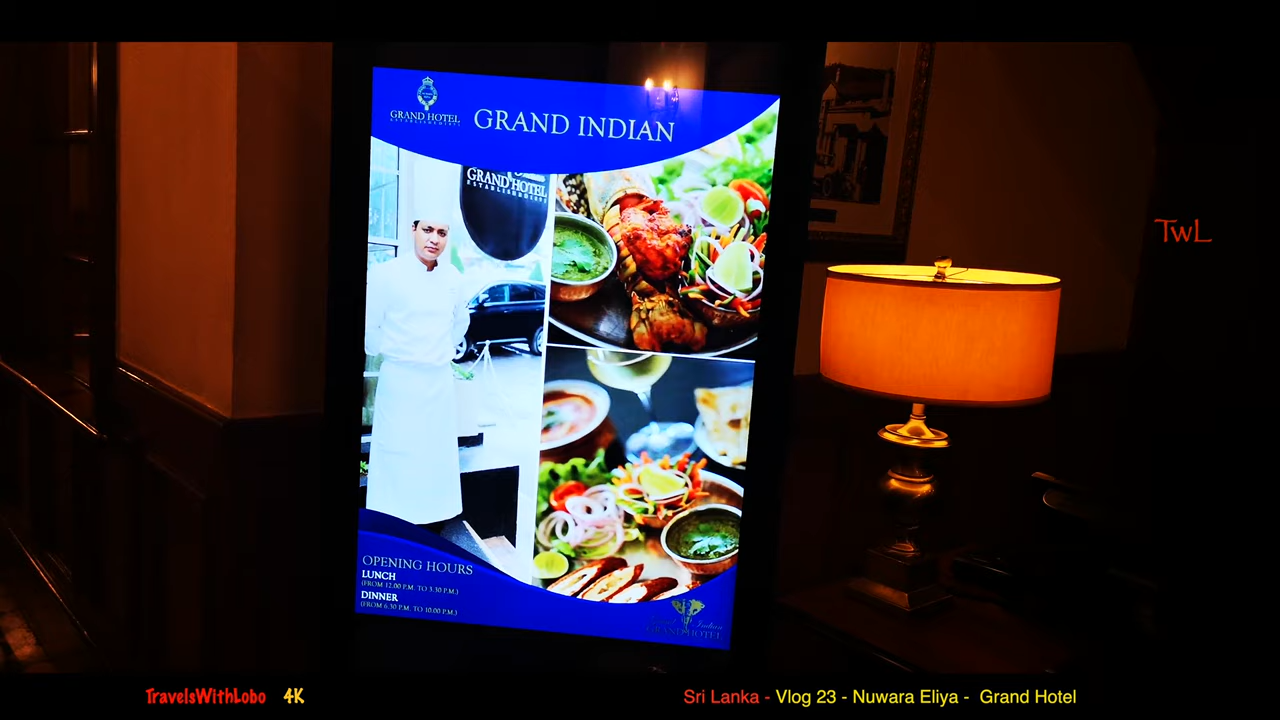 GRAND HOTEL
GRAND INDIAN
GRAND HOTEL
TwL
OPENING HOURS
LUNCH
(FROM 12.00 P.M. TO 3.30 P.M.)
DINNER
(FROM 6.30 P.M. TO 10.00 P.M.)
Grand Indian
GRAND HOTEL
TravelsWithLobo 4K
Sri Lanka - Vlog 23 - Nuwara Eliya - Grand Hotel